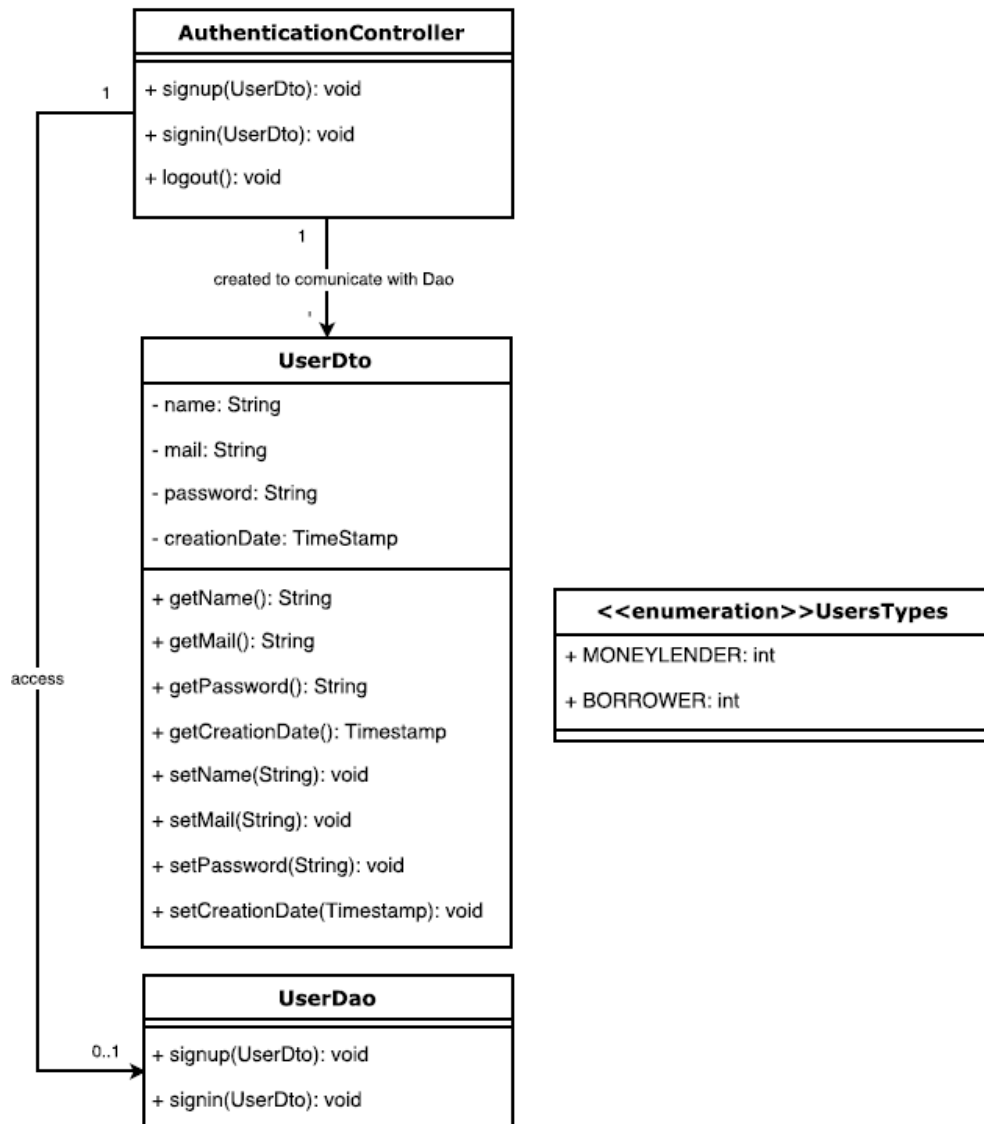 AuthenticationController
+ signup(UserDto): void
+ signin(UserDto): void
+ logout(): void
1
1
created to comunicate with Dao
UserDto
- name: String
- mail: String
- password: String
- creationDate: TimeStamp
+ getName(): String
+ getMail(): String
+ getPassword(): String
+ getCreationDate(): Timestamp
+ setName(String): void
+ setMail(String): void
+ setPassword(String): void
+ setCreationDate(Timestamp): void
<<enumeration>>UsersTypes
+ MONEYLENDER: int
+ BORROWER: int
access
0..1
UserDao
+ signup(UserDto): void
+ signin(UserDto): void